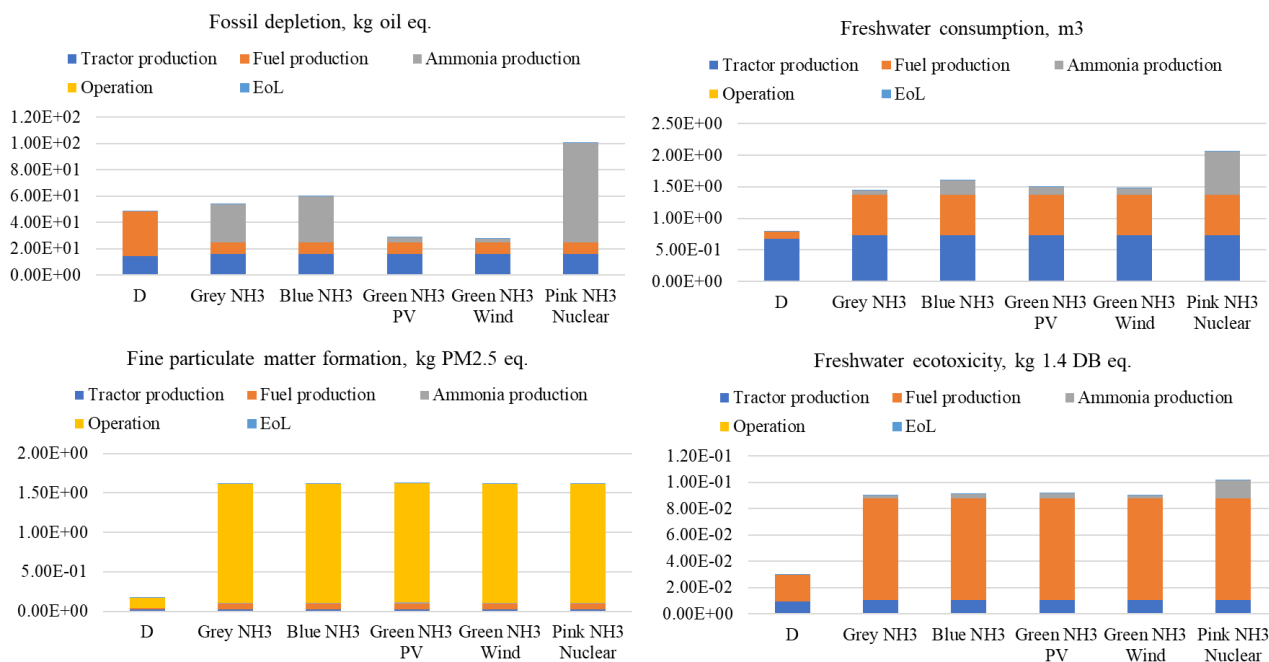 Fossil depletion, kg oil eq.
Tractor production Fuel production Ammonia production
Operation EoL
1.20E+02
1.00E+02
8.00E+01
6.00E+01
4.00E+01
2.00E+01
0.00E+00
D Grey NH3 Blue NH3 Green NH3 Green NH3 Pink NH3
PV Wind Nuclear
Freshwater consumption, m3
Tractor production Fuel production Ammonia production
Operation EoL
2.50E+00
2.00E+00
1.50E+00
1.00E+00
5.00E-01
0.00E+00
D Grey NH3 Blue NH3 Green NH3 Green NH3 Pink NH3
PV Wind Nuclear
Fine particulate matter formation, kg PM2.5 eq.
Tractor production Fuel production Ammonia production
Operation EoL
2.00E+00
1.50E+00
1.00E+00
5.00E-01
0.00E+00
D Grey NH3 Blue NH3 Green NH3 Green NH3 Pink NH3
PV Wind Nuclear
Freshwater ecotoxicity, kg 1.4 DB eq.
Tractor production Fuel production Ammonia production
Operation EoL
1.20E-01
1.00E-01
8.00E-02
6.00E-02
4.00E-02
2.00E-02
0.00E+00
D Grey NH3 Blue NH3 Green NH3 Green NH3 Pink NH3
PV Wind Nuclear